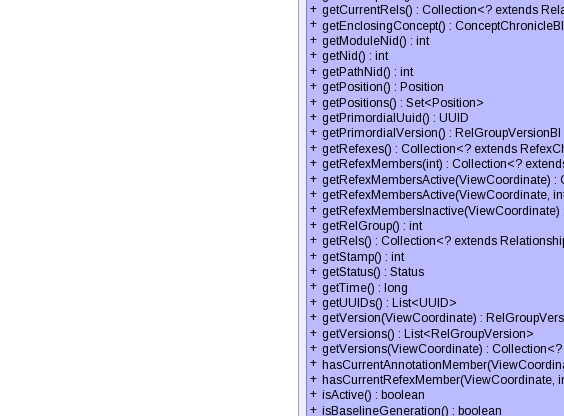 + getCurrentRels() : Collection<? extends Rela
+ getEnclosingConcept() : ConceptChronicleBI
+ getModuleNid() : int
+ getNid() : int
+ getPathNid() : int
+ getPosition() : Position
+ getPositions() : Set<Position>
+ getPrimordialUuid() : UUID
+ getPrimordialVersion() : RelGroupVersionBI
+ getRefexes() : Collection<? extends RefexCh
+ getRefexMembers(int) : Collection<? extends
+ getRefexMembersActive(ViewCoordinate) : C
+ getRefexMembersActive(ViewCoordinate, int
+ getRefexMembersInactive(ViewCoordinate) :
+ getRelGroup() : int
+ getRels() : Collection<? extends Relationship
+ getStamp() : int
+ getStatus() : Status
+ getTime() : long
+ getUUIDs() : List<UUID>
+ getVersion(ViewCoordinate) : RelGroupVers
+ getVersions() : List<RelGroupVersion>
+ getVersions(ViewCoordinate) : Collection<?
+ hasCurrentAnnotationMember(ViewCoordina
+ hasCurrentRefexMember(ViewCoordinate, in
+ isActive() : boolean
+ isBaselineGeneration() : boolean